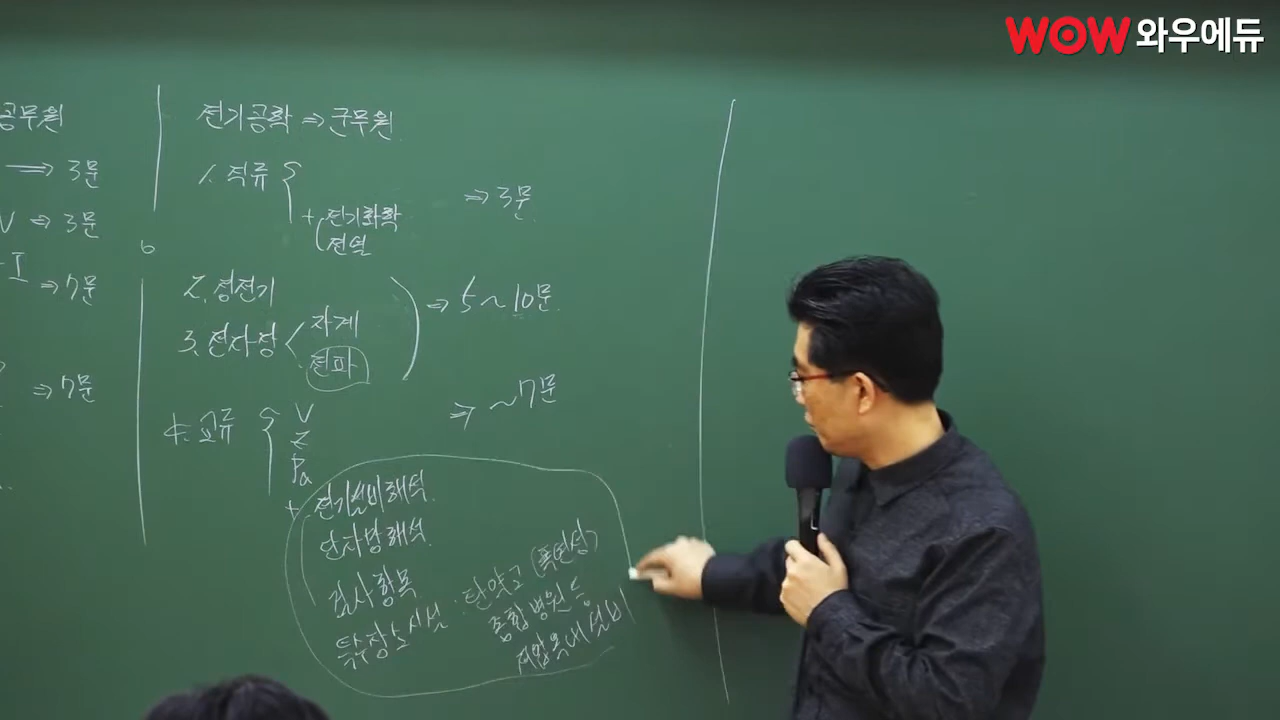 WOW 와우에듀
공무원
⇒ 3문
V ⇒ 3문
I ⇒ 7문
⇒ 7문
전기공학 ⇒ 군무원
1. 직류 {
+ (전기화학
전열
⇒ 3문
2. 정전기
3. 전자장 < 자계
전파
⇒ 5~10문
4. 교류 { V
Z
Pa
⇒ ~7문
+ 전기설비해석.
단자망해석.
검사항목
특수장소시설 · 탄약고 (폭연성)
종합병원
저압옥내설비